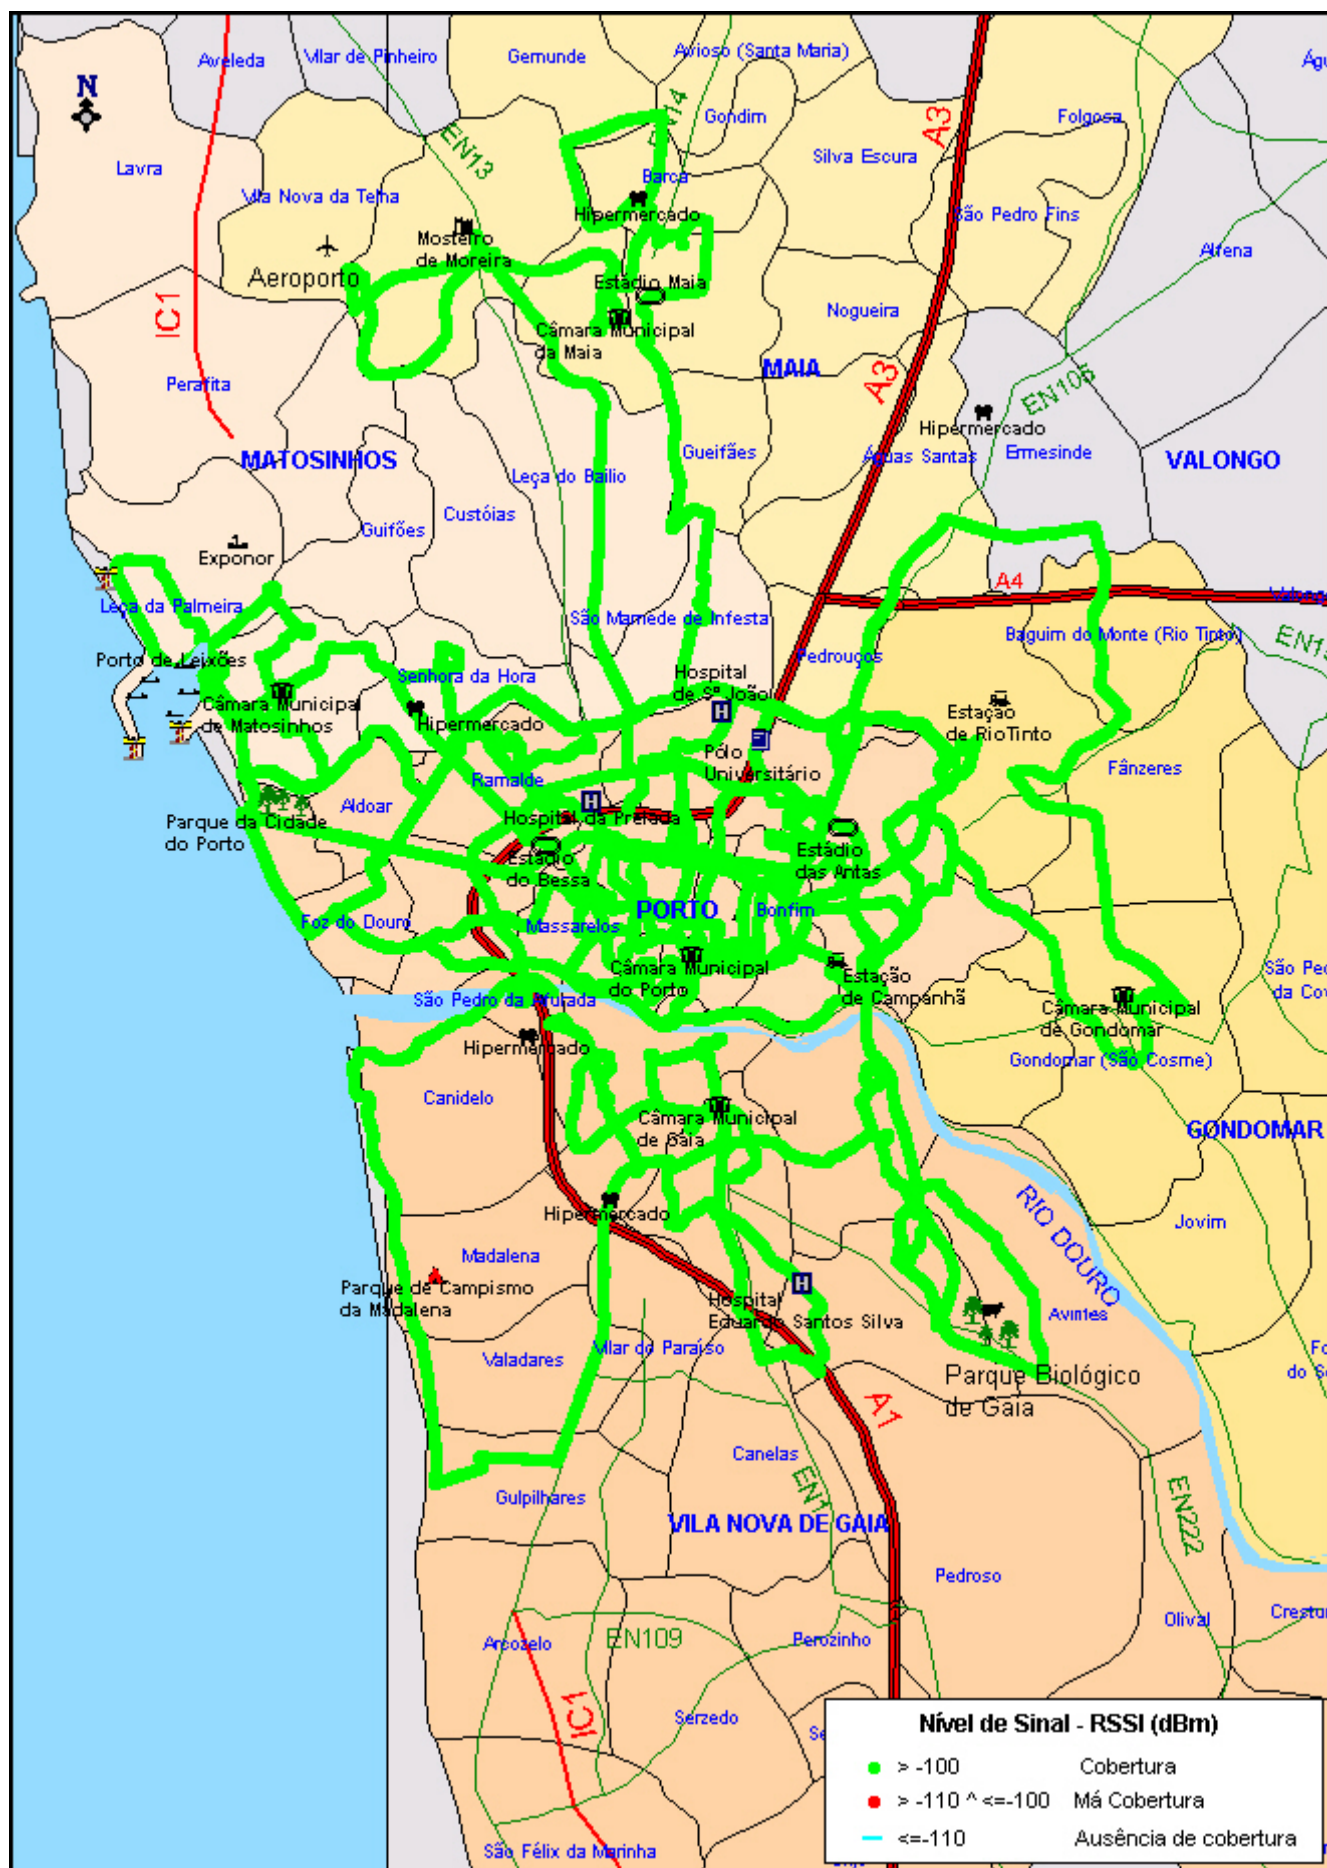 Aveleda
Vilar de Pinheiro
Gemunde
Avioso (Santa Maria)
N
EN13
EN14
Gondim
A3
Folgosa
Lavra
Silva Escura
Barca
Vila Nova da Telha
Hipermercado
São Pedro Fins
Mosteiro
de Moreira
Alfena
Aeroporto
Estádio Maia
IC1
Câmara Municipal
da Maia
Nogueira
MAIA
Perafita
A3
EN105
Hipermercado
MATOSINHOS
Leça do Bailio
Gueifães
Águas Santas
Ermesinde
VALONGO
Custóias
Guifões
Exponor
A4
Leça da Palmeira
São Mamede de Infesta
Baguim do Monte (Rio Tinto)
Porto de Leixões
Pedrouços
Senhora da Hora
Hospital
de Sº João
Câmara Municipal
de Matosinhos
Hipermercado
Estação
de RioTinto
Pólo
Universitário
Ramalde
Fânzeres
Aldoar
Parque da Cidade
do Porto
Hospital da Prelada
Estádio
do Bessa
Estádio
das Antas
PORTO
Bonfim
Foz do Douro
Massarelos
Câmara Municipal
do Porto
Estação
de Campanhã
São Pedro da Afurada
Câmara Municipal
de Gondomar
Hipermercado
Gondomar (São Cosme)
Canidelo
Câmara Municipal
de Gaia
GONDOMAR
Hipermercado
RIO DOURO
Jovim
Madalena
Parque de Campismo
da Madalena
Hospital
Eduardo Santos Silva
Avintes
Valadares
Vilar do Paraíso
Parque Biológico
de Gaia
A1
Canelas
EN1
Gulpilhares
EN222
VILA NOVA DE GAIA
Pedroso
Olival
Arcozelo
EN109
Perozinho
IC1
Serzedo
São Félix da Marinha
Nível de Sinal - RSSI (dBm)
> -100 Cobertura
> -110 ^ <=-100 Má Cobertura
<=-110 Ausência de cobertura